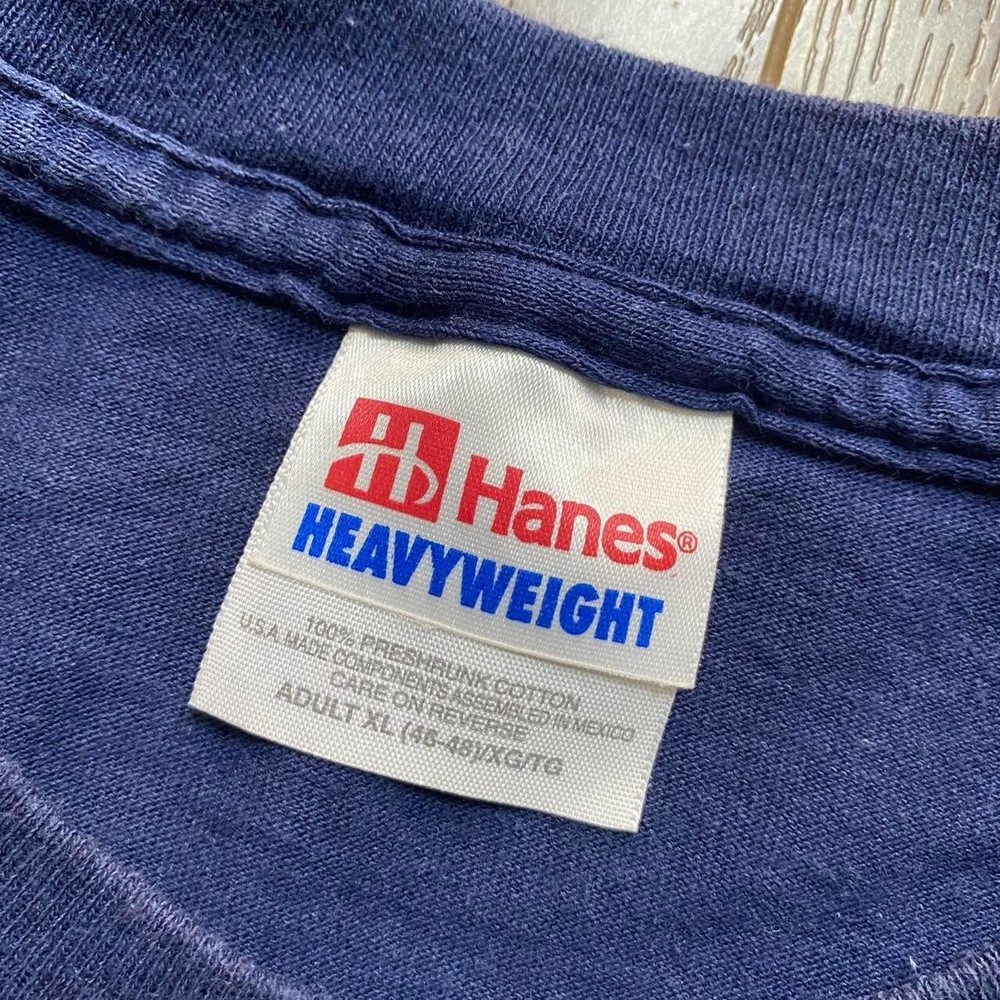 Hanes®
HEAVYWEIGHT
100% PRESHRUNK COTTON
U.S.A. MADE COMPONENTS ASSEMBLED IN MEXICO
CARE ON REVERSE
ADULT XL (46-48)/XG/TG